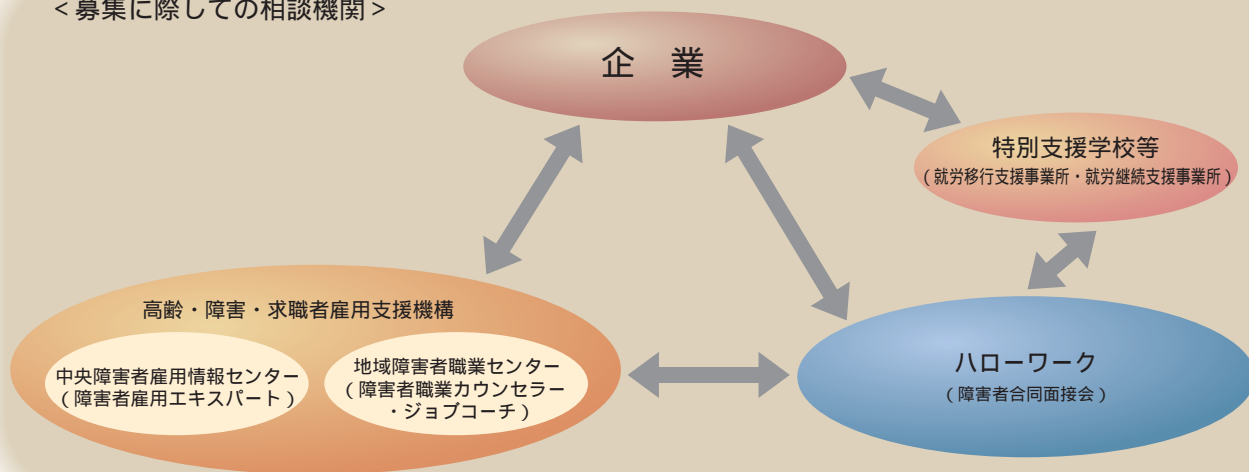 ＜募集に際しての相談機関＞
企　業
特別支援学校等
（就労移行支援事業所・就労継続支援事業所）
高齢・障害・求職者雇用支援機構
中央障害者雇用情報センター
（障害者雇用エキスパート）
地域障害者職業センター
（障害者職業カウンセラー
・ジョブコーチ）
ハローワーク
（障害者合同面接会）